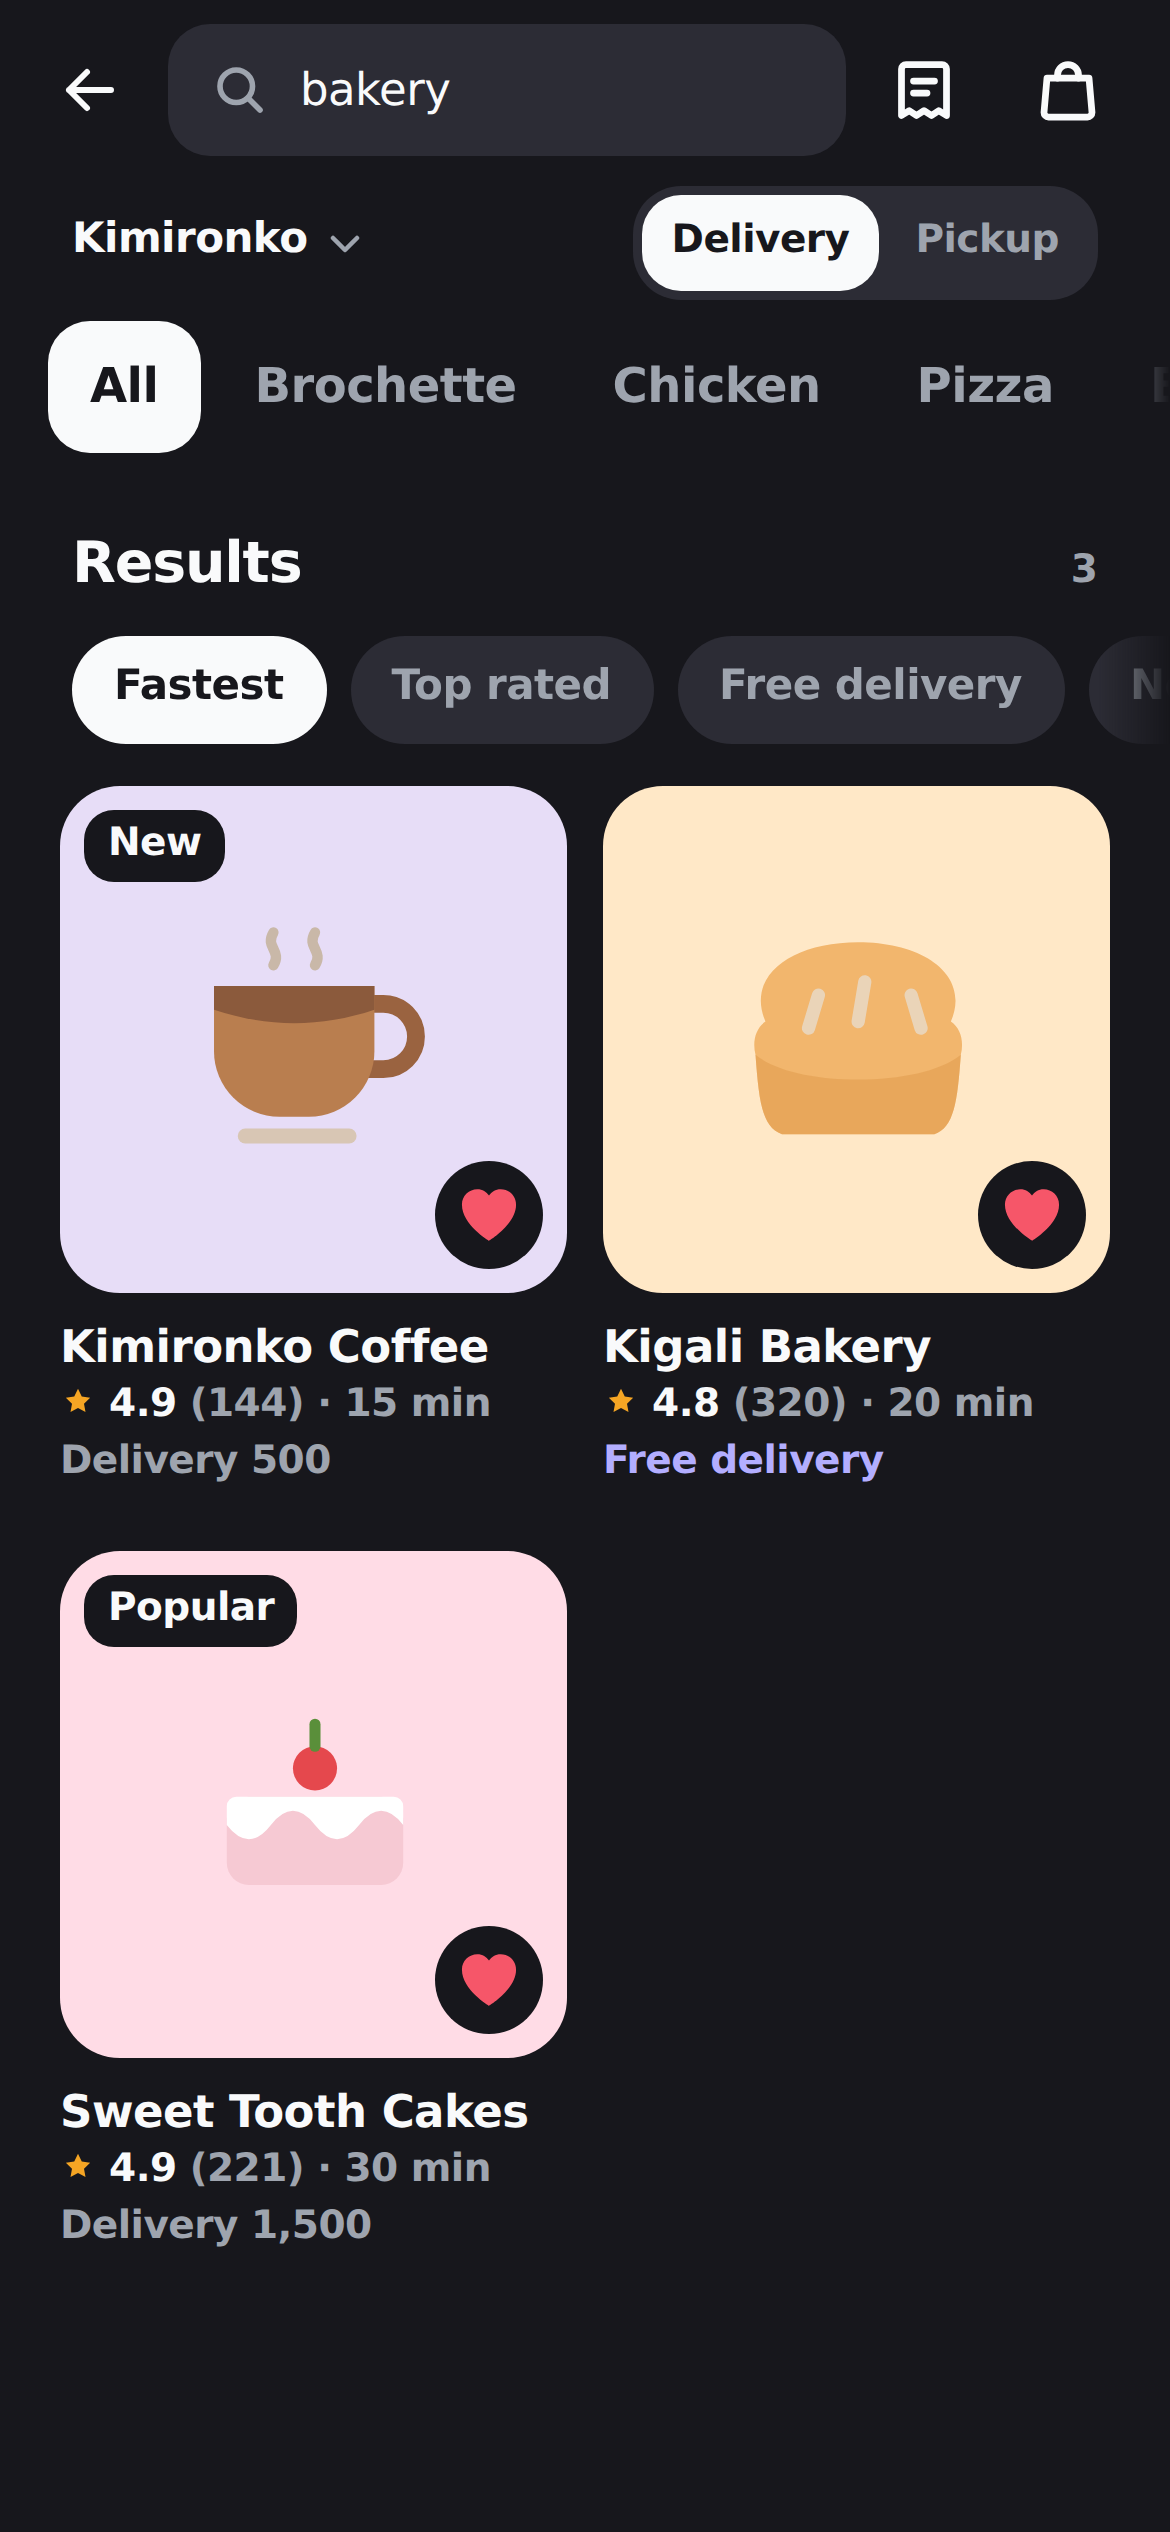 bakery
Kimironko
Delivery Pickup
All Brochette Chicken Pizza
Results 3
Fastest Top rated Free delivery
New
Kimironko Coffee
4.9 (144) · 15 min
Delivery 500
Kigali Bakery
4.8 (320) · 20 min
Free delivery
Popular
Sweet Tooth Cakes
4.9 (221) · 30 min
Delivery 1,500